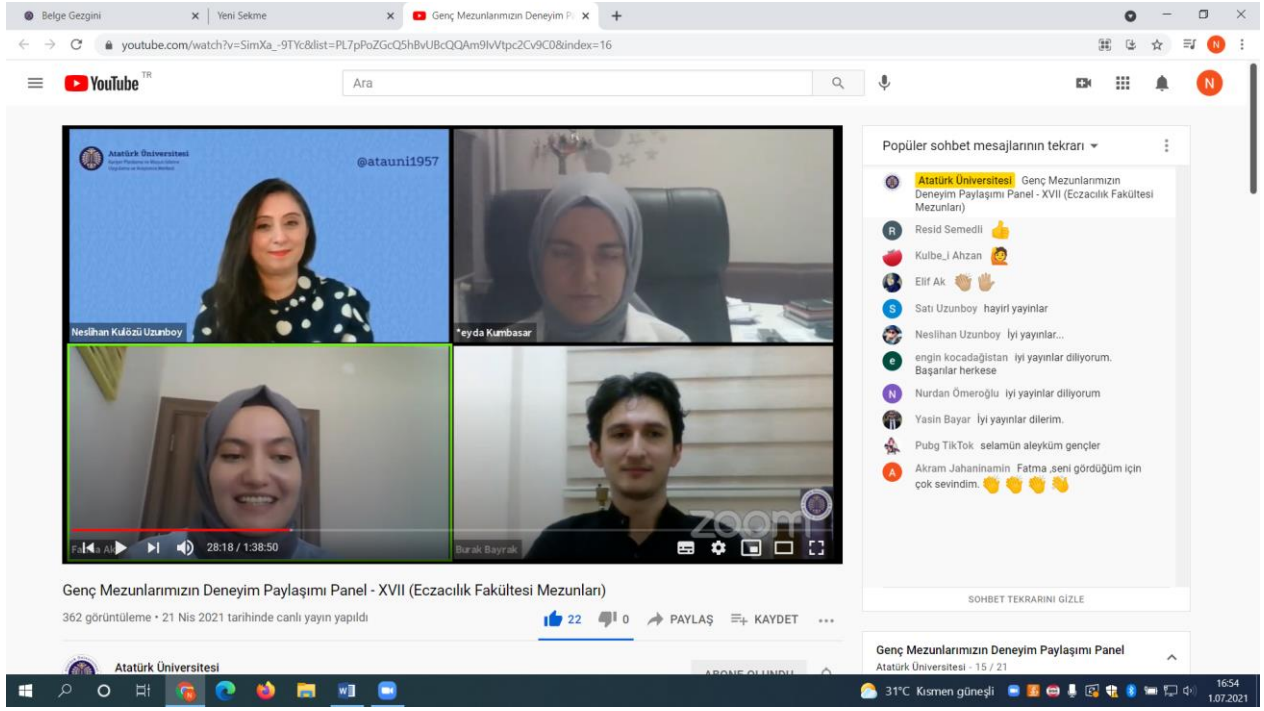 Belge Gezgini
Yeni Sekme
Genç Mezunlarımızın Deneyim P
youtube.com/watch?v=SimXa_-9TYc&list=PL7pPoZGcQ5hBvUBcQQAm9IvVtpc2Cv9C0&index=16
N
YouTube TR
Ara
N
Atatürk Üniversitesi
@atauni1957
Neslihan Kulözü Uzunboy
*eyda Kumbasar
zoom
Burak Bayrak
28:18 / 1:38:50
Genç Mezunlarımızın Deneyim Paylaşımı Panel - XVII (Eczacılık Fakültesi Mezunları)
362 görüntüleme • 21 Nis 2021 tarihinde canlı yayın yapıldı
22
0
PAYLAŞ
KAYDET
Atatürk Üniversitesi
ABONE OLUNDU
Popüler sohbet mesajlarının tekrarı
Atatürk Üniversitesi Genç Mezunlarımızın
Deneyim Paylaşımı Panel - XVII (Eczacılık Fakültesi
Mezunları)
R Resid Semedli
Kulbe_i Ahzan
Elif Ak
S Satı Uzunboy hayirl yayinlar
Neslihan Uzunboy İyi yayınlar...
e engin kocadağistan iyi yayınlar diliyorum.
Başarılar herkese
N Nurdan Ömeroğlu iyi yayinlar diliyorum
Yasin Bayar İyi yayınlar dilerim.
Pubg TikTok selamün aleyküm gençler
A Akram Jahaninamin Fatma ,seni gördüğüm için
çok sevindim.
SOHBET TEKRARINI GİZLE
Genç Mezunlarımızın Deneyim Paylaşımı Panel
Atatürk Üniversitesi - 15 / 21
31°C Kısmen güneşli
16:54
1.07.2021